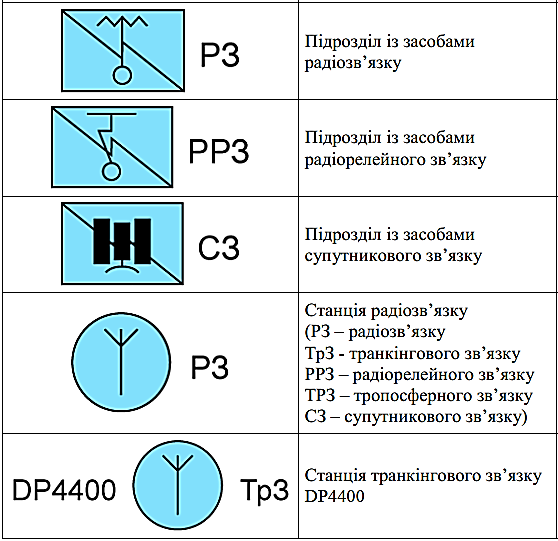 РЗ
Підрозділ із засобами
радіозв’язку
РРЗ
Підрозділ із засобами
радіорелейного зв’язку
СЗ
Підрозділ із засобами
супутникового зв’язку
РЗ
Станція радіозв’язку
(РЗ – радіозв’язку
ТрЗ - транкінгового зв’язку
РРЗ – радіорелейного зв’язку
ТРЗ – тропосферного зв’язку
СЗ – супутникового зв’язку)
DP4400 ТрЗ
Станція транкінгового зв’язку
DP4400